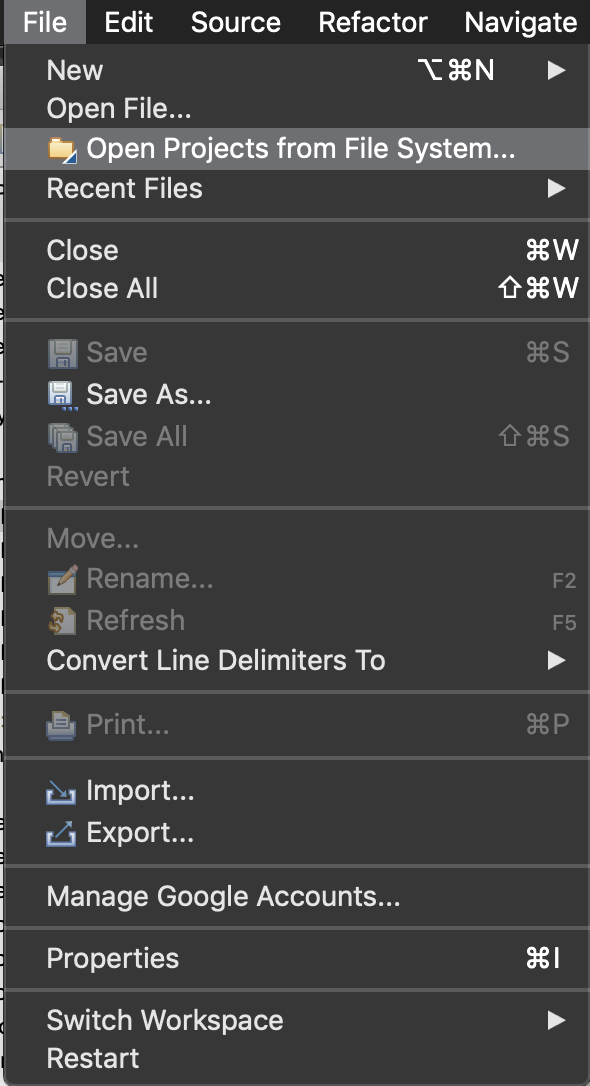 File Edit Source Refactor Navigate
New ⌥⌘N ▶
Open File...
Open Projects from File System...
Recent Files ▶
Close ⌘W
Close All ⇧⌘W
Save ⌘S
Save As...
Save All ⇧⌘S
Revert
Move...
Rename... F2
Refresh F5
Convert Line Delimiters To ▶
Print... ⌘P
Import...
Export...
Manage Google Accounts...
Properties ⌘I
Switch Workspace ▶
Restart